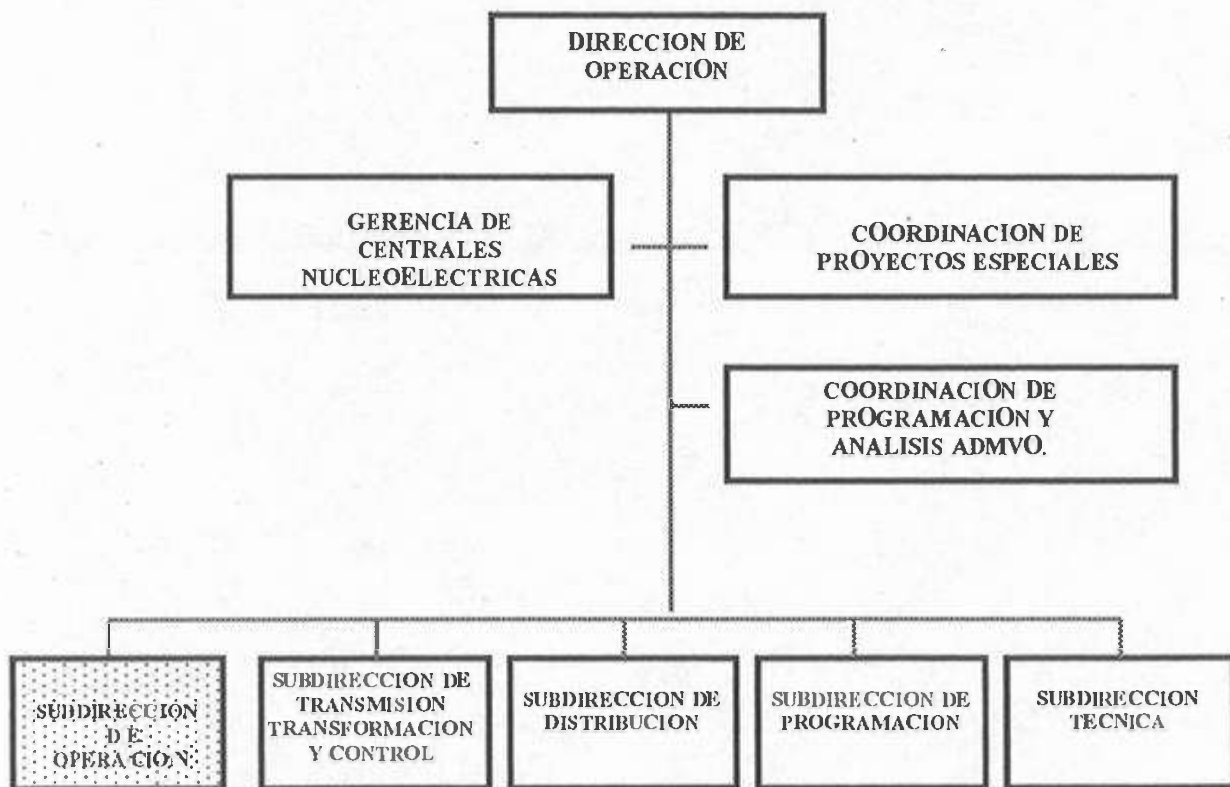 DIRECCION DE
OPERACION
GERENCIA DE
CENTRALES
NUCLEOELECTRICAS
COORDINACION DE
PROYECTOS ESPECIALES
COORDINACION DE
PROGRAMACION Y
ANALISIS ADMVO.
SUBDIRECCION
DE
OPERACION
SUBDIRECCION DE
TRANSMISION
TRANSFORMACION
Y CONTROL
SUBDIRECCION DE
DISTRIBUCION
SUBDIRECCION DE
PROGRAMACION
SUBDIRECCION
TECNICA